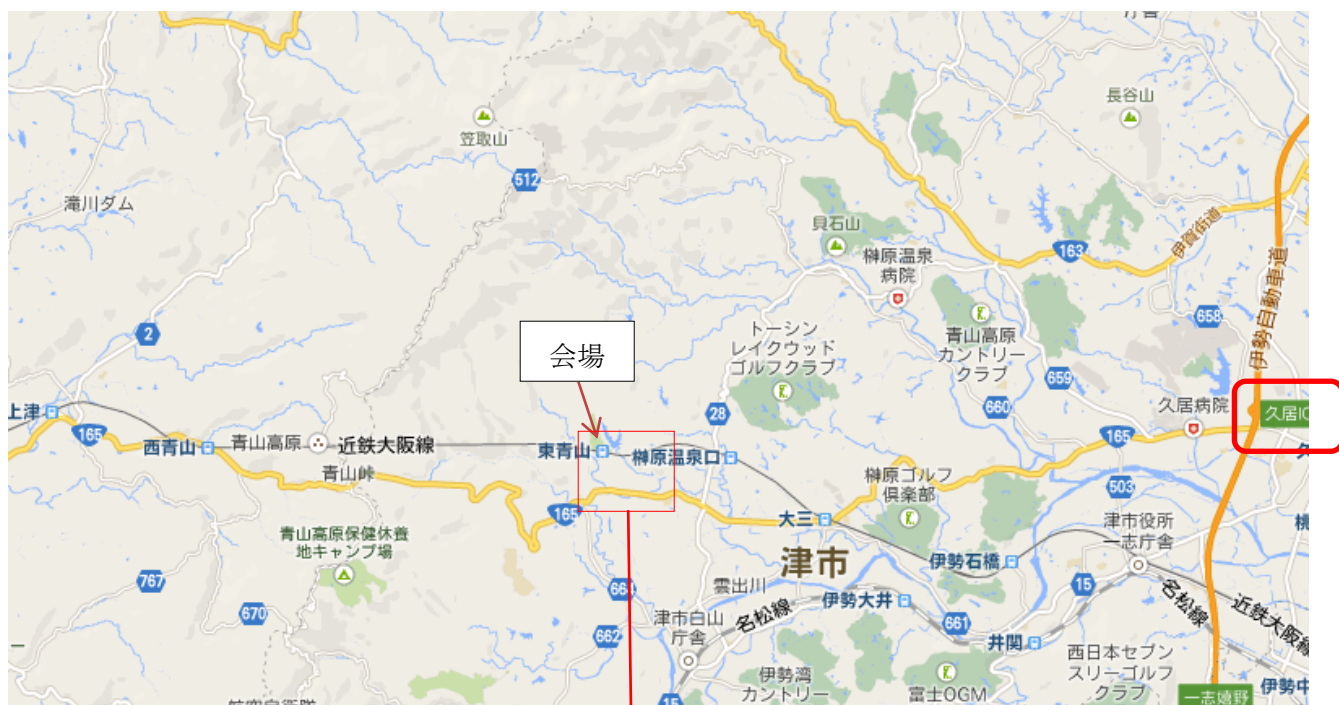 庁舎
長谷山
笠取山
512
滝川ダム
貝石山
榊原温泉
病院
163
伊賀街道
伊勢自動車道
658
2
会場
トーシン
レイクウッド
ゴルフクラブ
青山高原
カントリー
クラブ
659
660
28
上津
165
西青山
青山高原
近鉄大阪線
東青山
榊原温泉口
久居病院
久居IC
165
青山峠
榊原ゴルフ
倶楽部
503
165
大三
津市役所
一志庁舎
桃
青山高原保健休養
地キャンプ場
津市
伊勢石橋
767
664
雲出川
15
670
伊勢大井
名松線
661
名松線
近鉄大阪線
662
津市白山
庁舎
井関
西日本セブン
スリーゴルフ
クラブ
伊勢湾
カントリー
富士OGM
一志嬉野
伊勢中
15